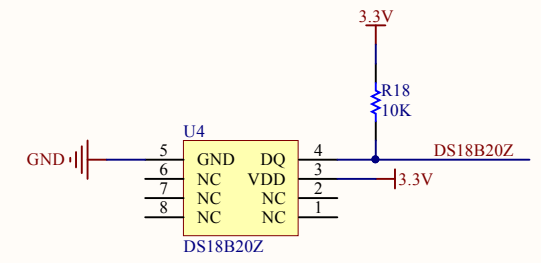 3.3V
R18
10K
U4
GND 5 GND DQ 4 DS18B20Z
6 NC VDD 3 3.3V
7 NC NC 2
8 NC NC 1
DS18B20Z